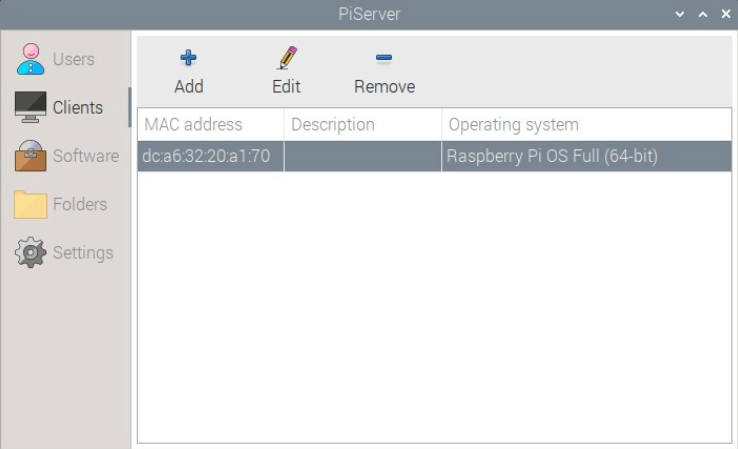 PiServer
Users
Clients
Software
Folders
Settings
Add Edit Remove
MAC address Description Operating system
dc:a6:32:20:a1:70 Raspberry Pi OS Full (64-bit)